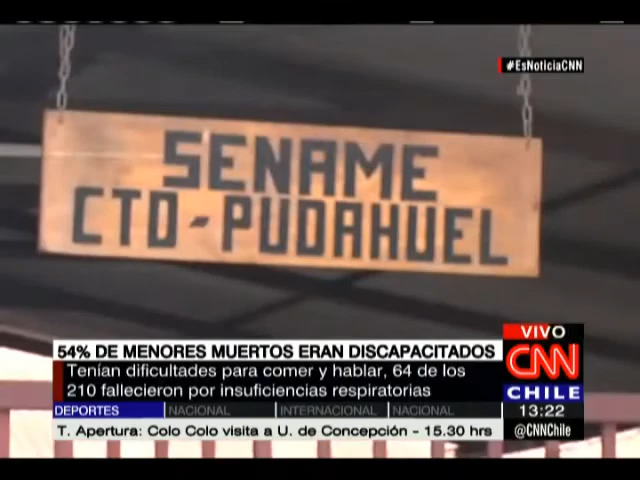 #EsNoticiaCNN
SENAME
CTD-PUDAHUEL
VIVO
CNN
CHILE
13:22
@CNNChile
54% DE MENORES MUERTOS ERAN DISCAPACITADOS
Tenían dificultades para comer y hablar, 64 de los
210 fallecieron por insuficiencias respiratorias
DEPORTES NACIONAL INTERNACIONAL NACIONAL
T. Apertura: Colo Colo visita a U. de Concepción - 15.30 hrs